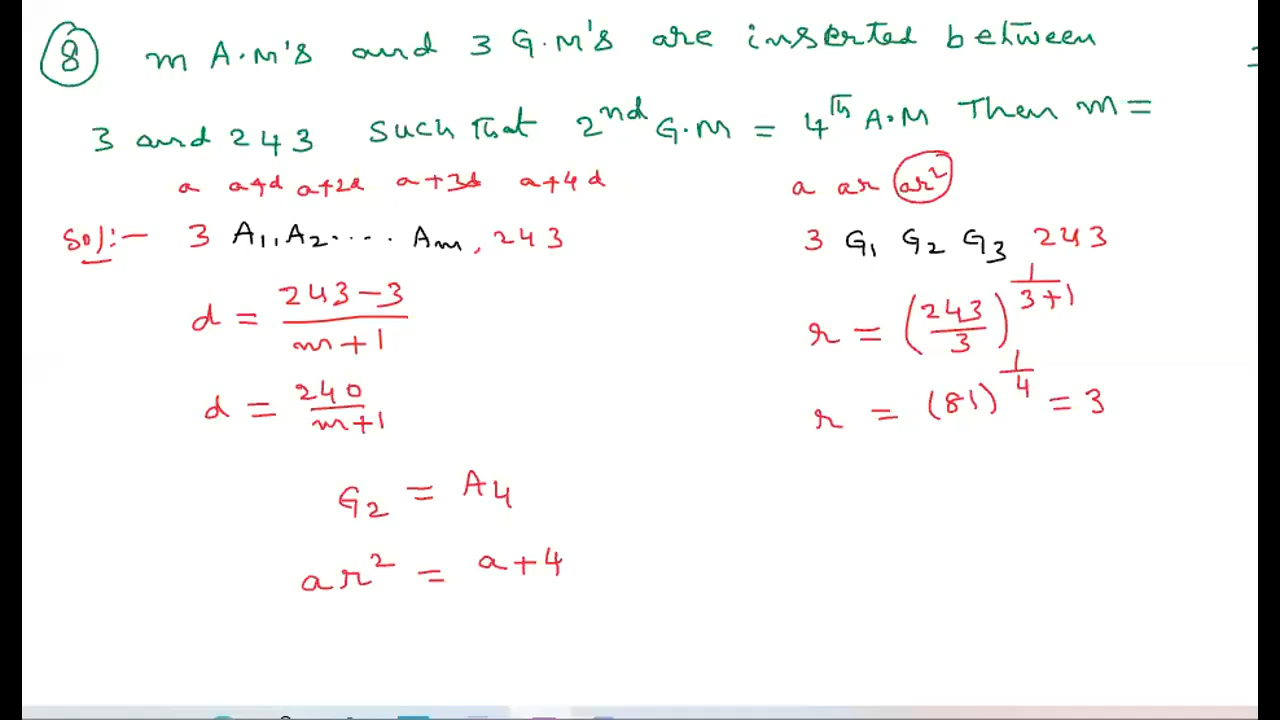 8 m A.M's and 3 G.M's are inserted between
3 and 243 such that 2nd G.M = 4th A.M Then m =
a a+d a+2d a+3d a+4d a ar ar²
Sol:- 3 A₁, A₂ .... Am, 243 3 G₁ G₂ G₃ 243
d = (243-3)/(m+1) r = (243/3)^(1/(3+1))
d = 240/(m+1) r = (81)^(1/4) = 3
G₂ = A₄
ar² = a+4